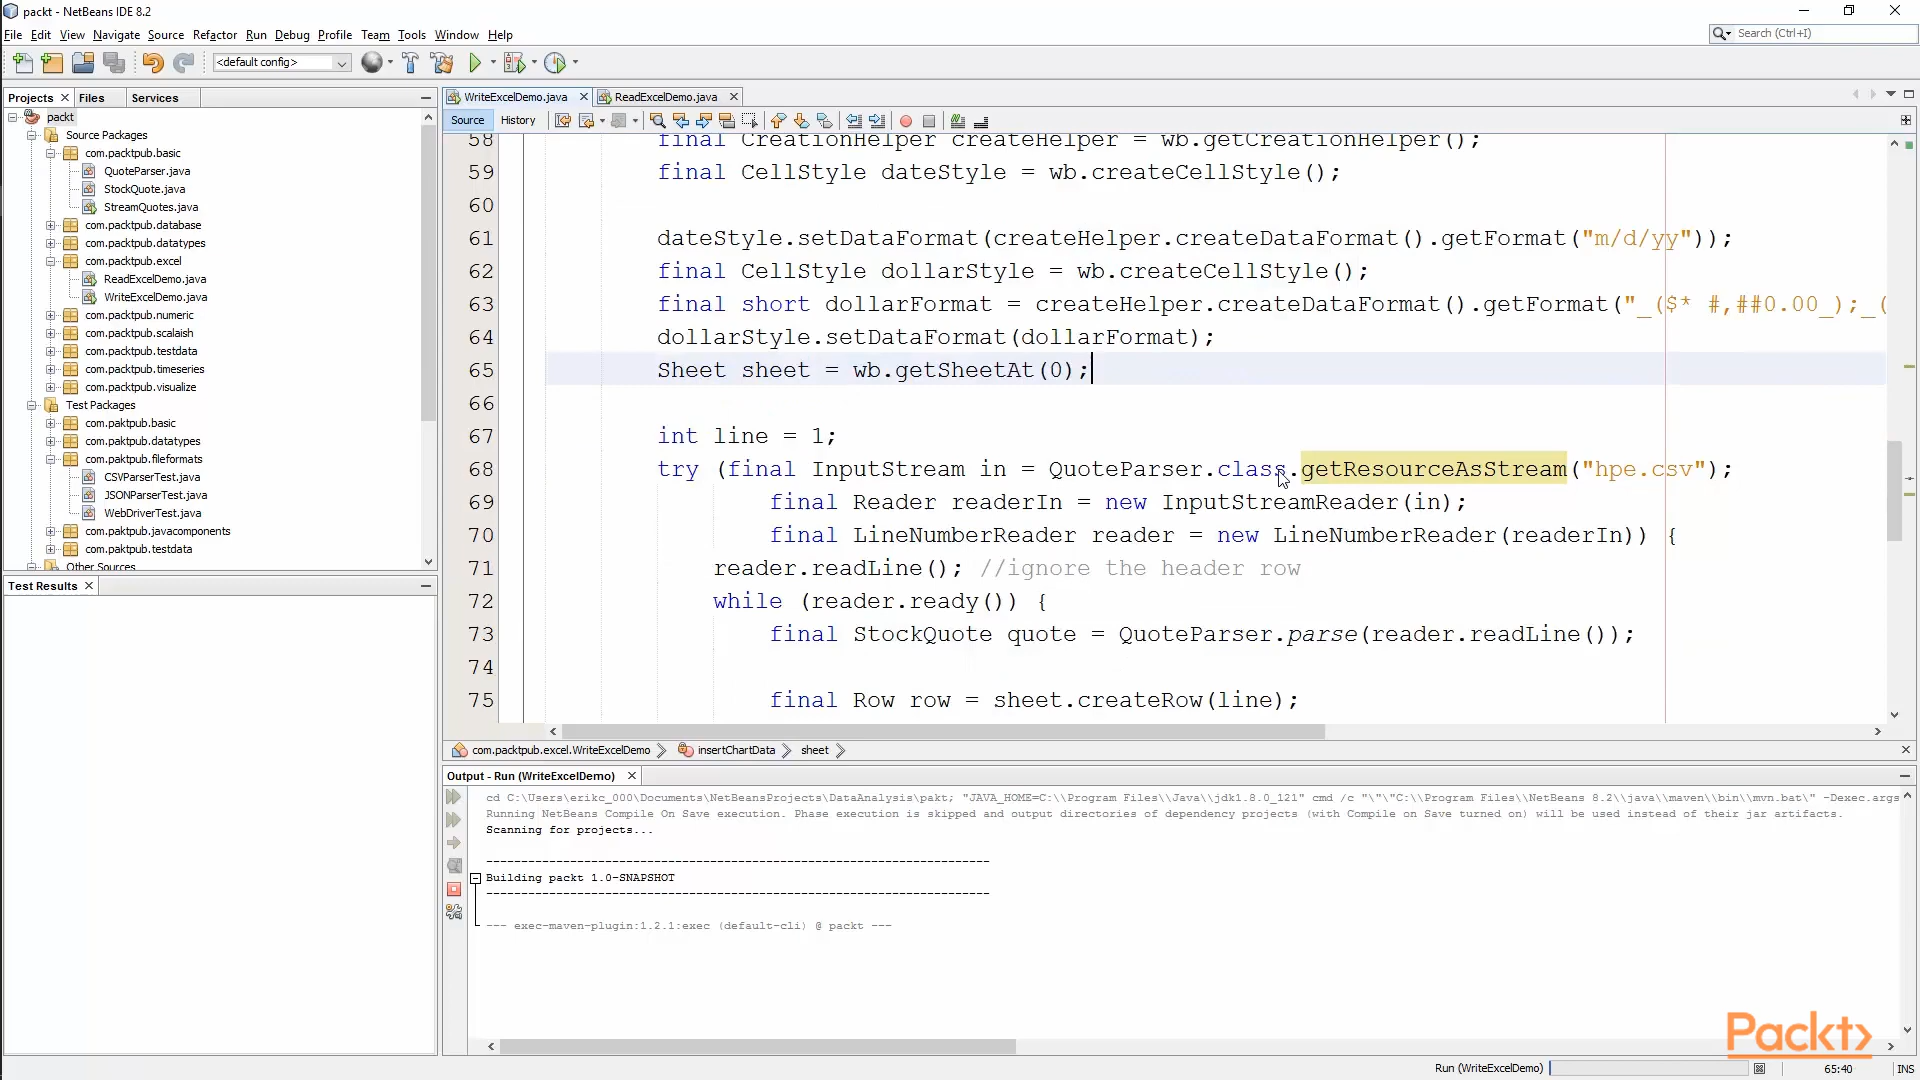 packt - NetBeans IDE 8.2
File Edit View Navigate Source Refactor Run Debug Profile Team Tools Window Help
Search (Ctrl+I)
<default config>
Projects Files Services
packt
Source Packages
com.packtpub.basic
QuoteParser.java
StockQuote.java
StreamQuotes.java
com.packtpub.database
com.packtpub.datatypes
com.packtpub.excel
ReadExcelDemo.java
WriteExcelDemo.java
com.packtpub.numeric
com.packtpub.scalaish
com.packtpub.testdata
com.packtpub.timeseries
com.packtpub.visualize
Test Packages
com.paktpub.basic
com.paktpub.datatypes
com.paktpub.fileformats
CSVParserTest.java
JSONParserTest.java
WebDriverTest.java
com.paktpub.javacomponents
com.paktpub.testdata
Other Sources
Test Results
WriteExcelDemo.java ReadExcelDemo.java
Source History
58 final CreationHelper createHelper = wb.getCreationHelper();
59 final CellStyle dateStyle = wb.createCellStyle();
60
61 dateStyle.setDataFormat(createHelper.createDataFormat().getFormat("m/d/yy"));
62 final CellStyle dollarStyle = wb.createCellStyle();
63 final short dollarFormat = createHelper.createDataFormat().getFormat("_($* #,##0.00_);_(
64 dollarStyle.setDataFormat(dollarFormat);
65 Sheet sheet = wb.getSheetAt(0);
66
67 int line = 1;
68 try (final InputStream in = QuoteParser.class.getResourceAsStream("hpe.csv");
69 final Reader readerIn = new InputStreamReader(in);
70 final LineNumberReader reader = new LineNumberReader(readerIn)) {
71 reader.readLine(); //ignore the header row
72 while (reader.ready()) {
73 final StockQuote quote = QuoteParser.parse(reader.readLine());
74
75 final Row row = sheet.createRow(line);
com.packtpub.excel.WriteExcelDemo insertChartData sheet
Output - Run (WriteExcelDemo)
cd C:\Users\erikc_000\Documents\NetBeansProjects\DataAnalysis\pakt; "JAVA_HOME=C:\\Program Files\\Java\\jdk1.8.0_121" cmd /c "\"\"C:\\Program Files\\NetBeans 8.2\\java\\maven\\bin\\mvn.bat\" -Dexec.args
Running NetBeans Compile On Save execution. Phase execution is skipped and output directories of dependency projects (with Compile on Save turned on) will be used instead of their jar artifacts.
Scanning for projects...
------------------------------------------------------------------------
Building packt 1.0-SNAPSHOT
------------------------------------------------------------------------
--- exec-maven-plugin:1.2.1:exec (default-cli) @ packt ---
Packt>
Run (WriteExcelDemo) 65:40 INS